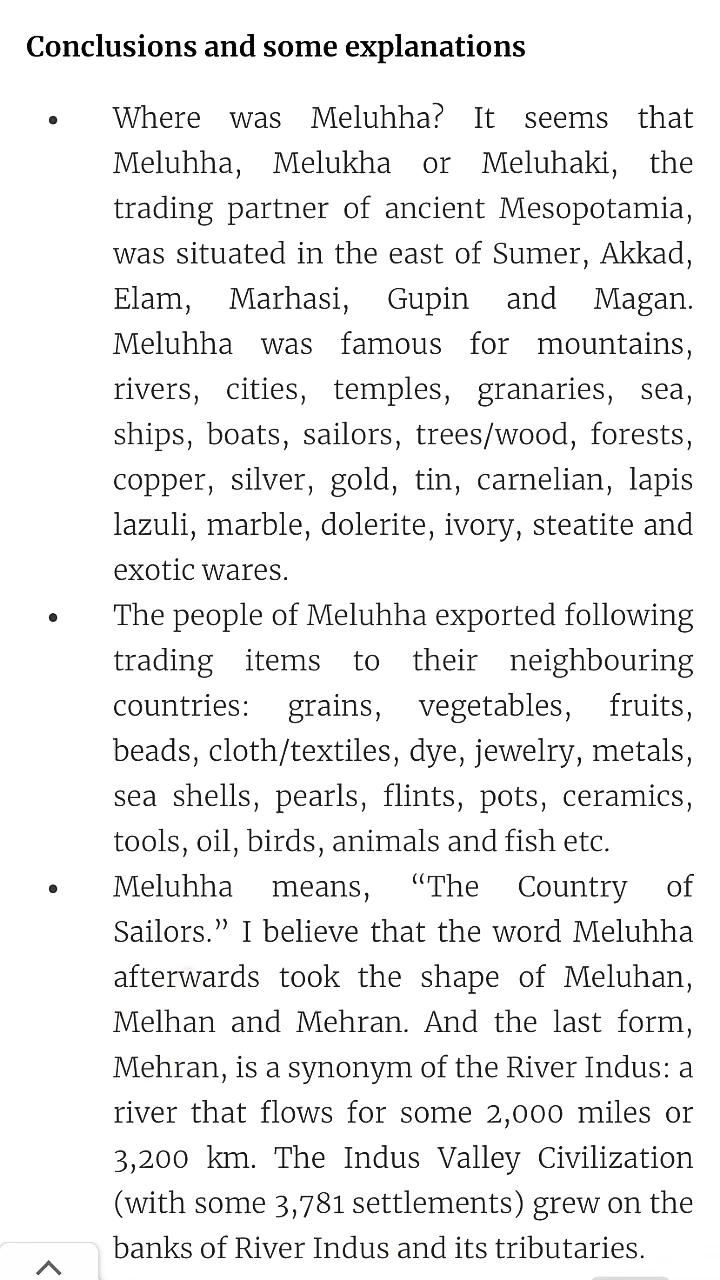 Conclusions and some explanations
• Where was Meluhha? It seems that
Meluhha, Melukha or Meluhaki, the
trading partner of ancient Mesopotamia,
was situated in the east of Sumer, Akkad,
Elam, Marhasi, Gupin and Magan.
Meluhha was famous for mountains,
rivers, cities, temples, granaries, sea,
ships, boats, sailors, trees/wood, forests,
copper, silver, gold, tin, carnelian, lapis
lazuli, marble, dolerite, ivory, steatite and
exotic wares.
• The people of Meluhha exported following
trading items to their neighbouring
countries: grains, vegetables, fruits,
beads, cloth/textiles, dye, jewelry, metals,
sea shells, pearls, flints, pots, ceramics,
tools, oil, birds, animals and fish etc.
• Meluhha means, “The Country of
Sailors.” I believe that the word Meluhha
afterwards took the shape of Meluhan,
Melhan and Mehran. And the last form,
Mehran, is a synonym of the River Indus: a
river that flows for some 2,000 miles or
3,200 km. The Indus Valley Civilization
(with some 3,781 settlements) grew on the
banks of River Indus and its tributaries.